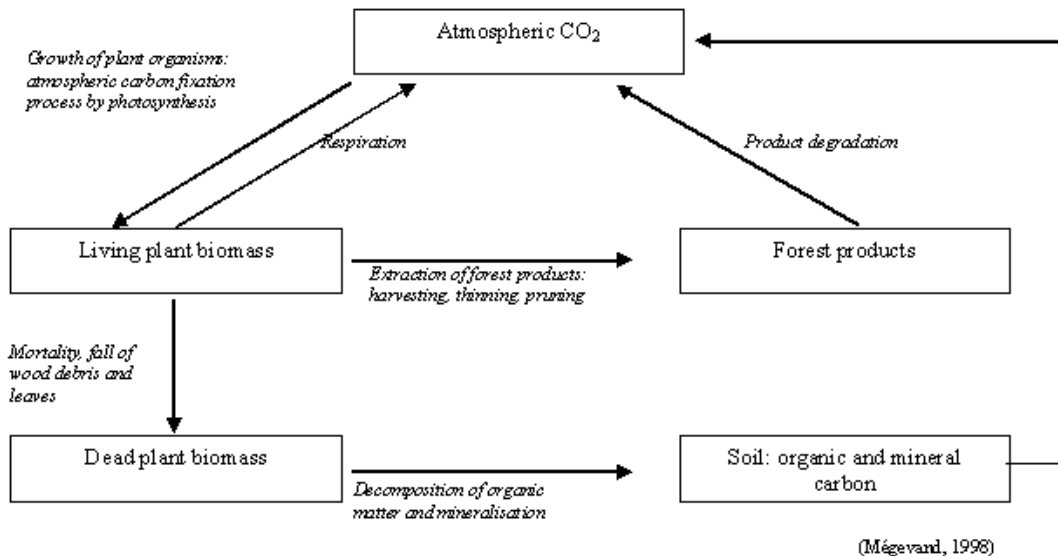 Atmospheric CO₂
Growth of plant organisms:
atmospheric carbon fixation
process by photosynthesis
Respiration
Product degradation
Living plant biomass
Forest products
Extraction of forest products:
harvesting, thinning, pruning
Mortality, fall of
wood debris and
leaves
Dead plant biomass
Soil: organic and mineral
carbon
Decomposition of organic
matter and mineralisation
(Mégevand, 1998)